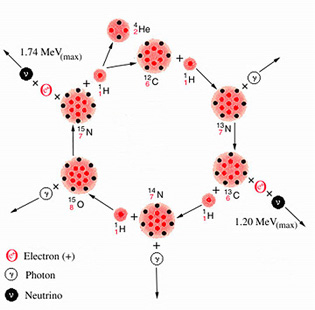 4 2 He
1.74 MeV(max)
ν
e+
+
1 1 H
12 6 C
+
1 1 H
γ
13 7 N
15 7 N
13 6 C
e+
ν
1.20 MeV(max)
+
1 1 H
14 7 N
+
1 1 H
15 8 O
γ
+
γ
e+ Electron (+)
γ Photon
ν Neutrino